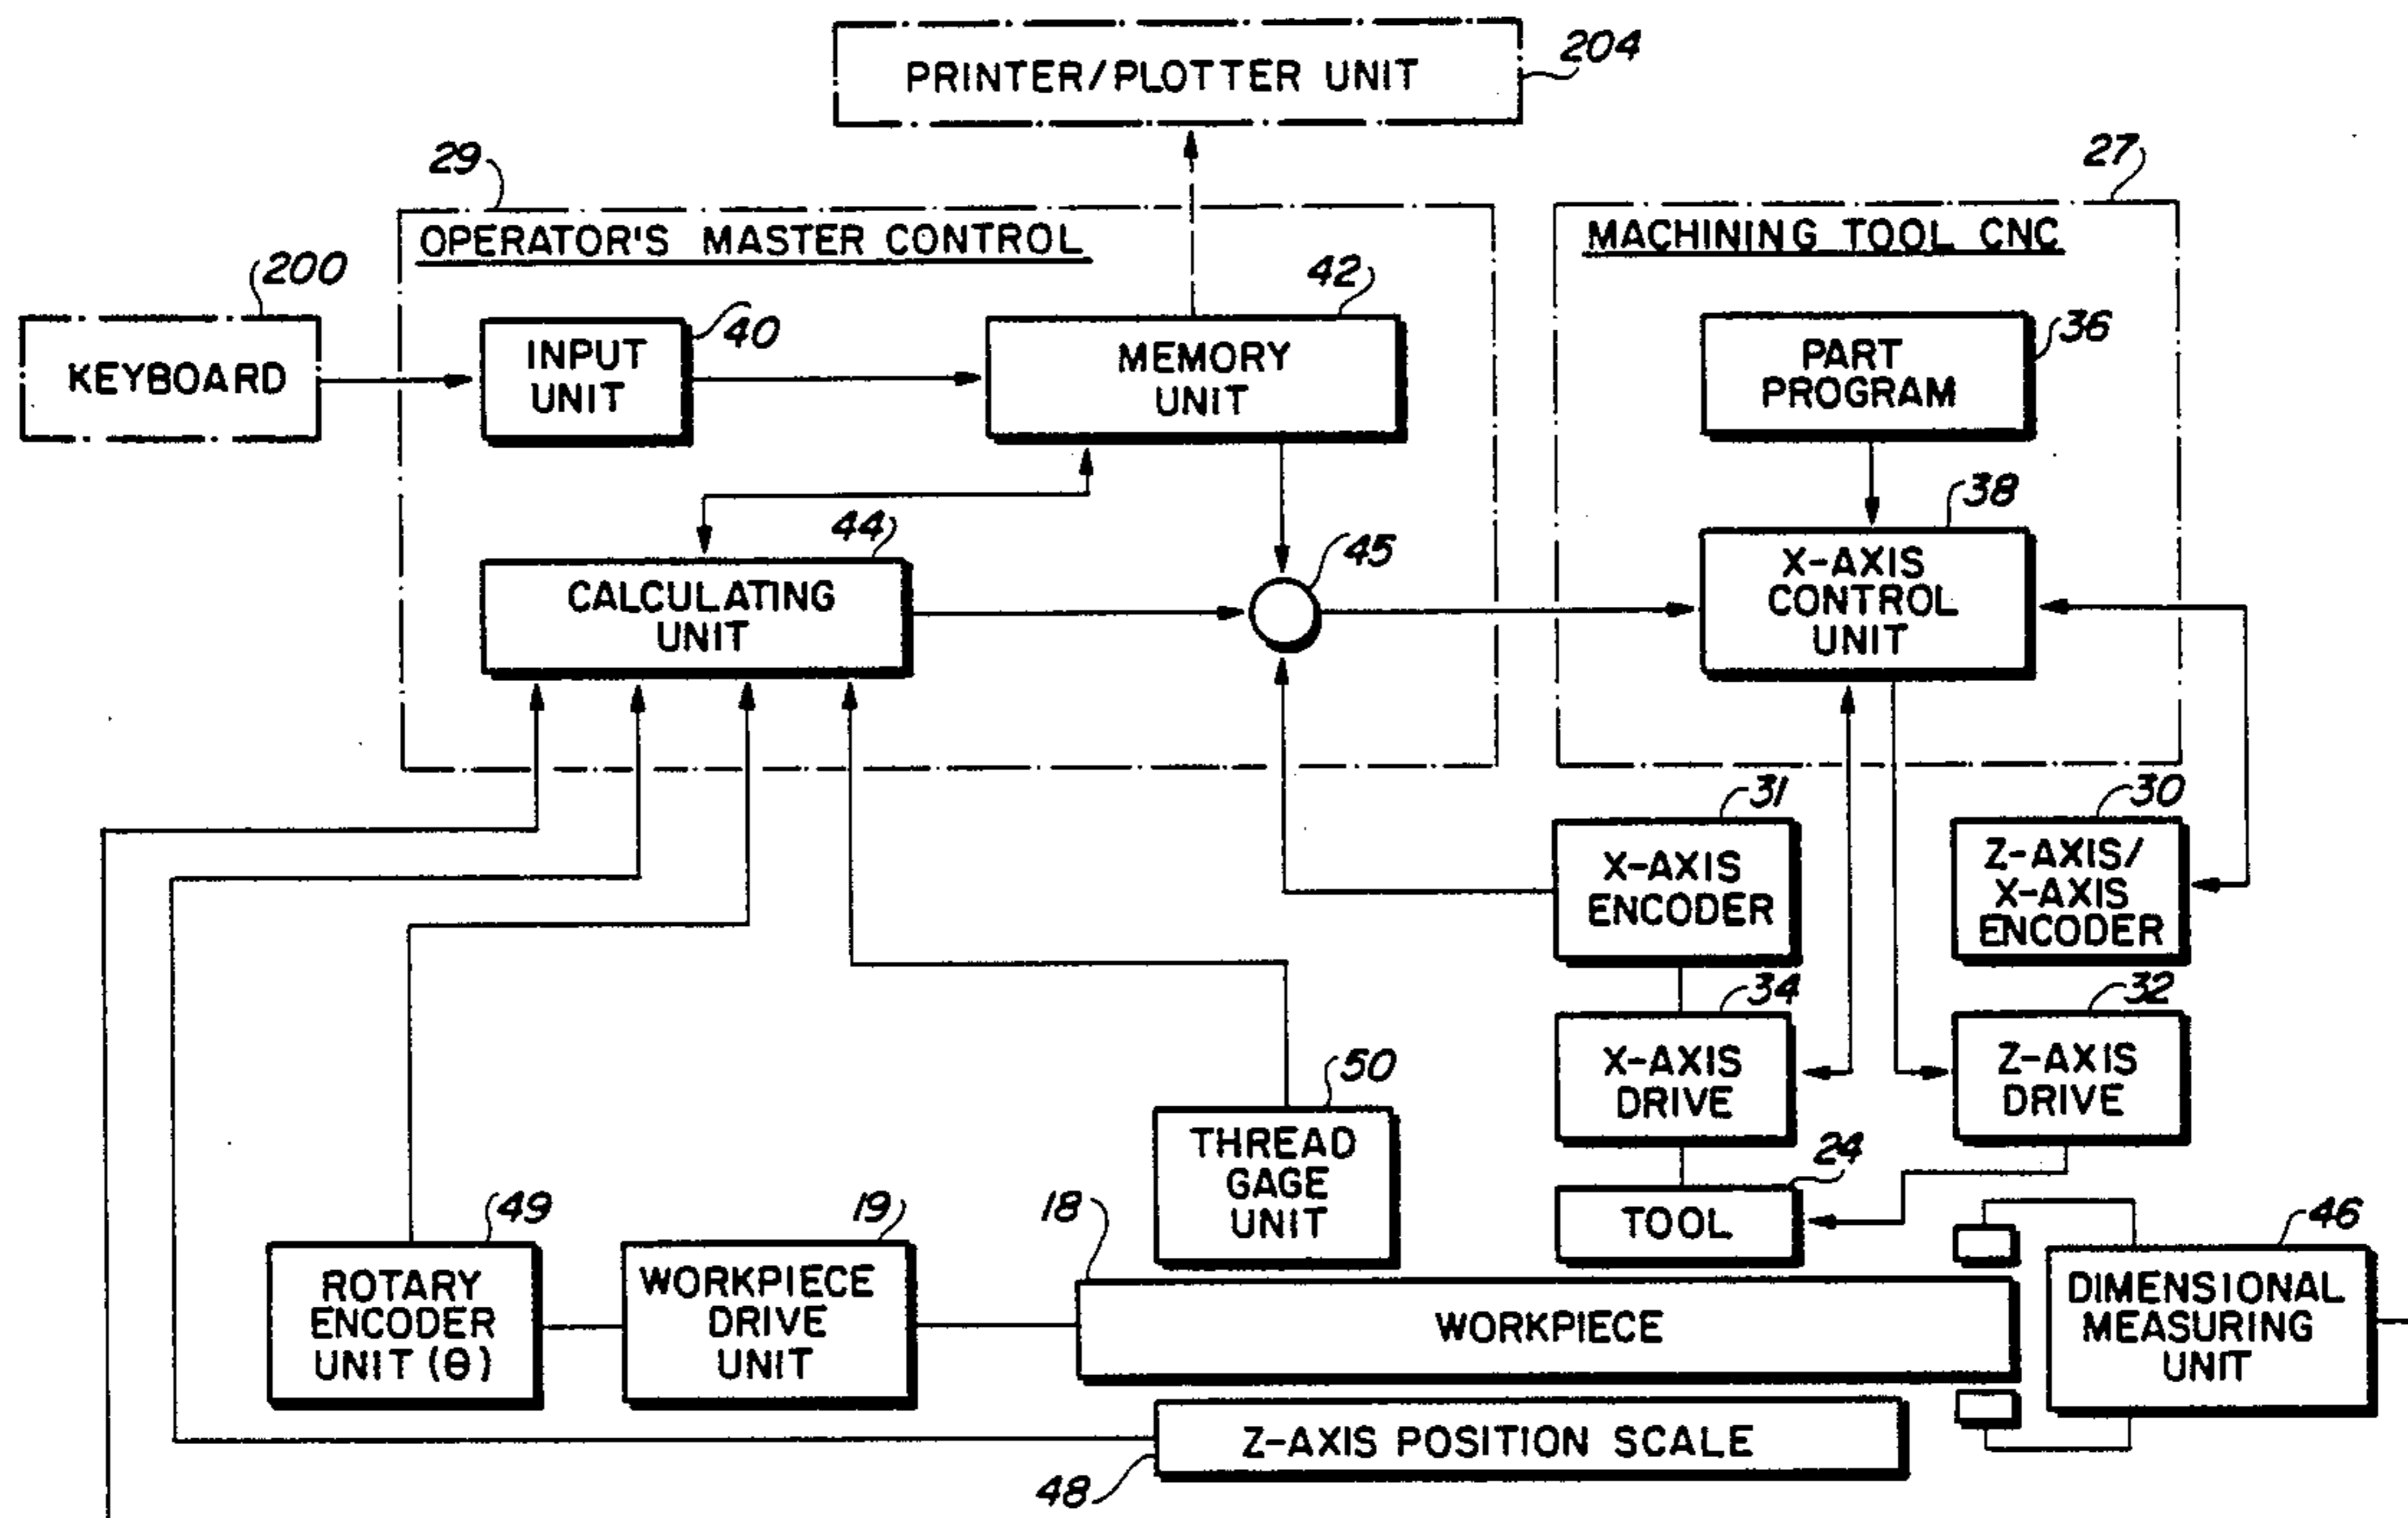 PRINTER/PLOTTER UNIT
204
29
27
OPERATOR'S MASTER CONTROL
MACHINING TOOL CNC
200
KEYBOARD
40
INPUT
UNIT
42
MEMORY
UNIT
36
PART
PROGRAM
44
CALCULATING
UNIT
45
38
X-AXIS
CONTROL
UNIT
31
X-AXIS
ENCODER
30
Z-AXIS/
X-AXIS
ENCODER
34
X-AXIS
DRIVE
32
Z-AXIS
DRIVE
50
THREAD
GAGE
UNIT
24
TOOL
49
ROTARY
ENCODER
UNIT (θ)
19
WORKPIECE
DRIVE
UNIT
18
WORKPIECE
46
DIMENSIONAL
MEASURING
UNIT
Z-AXIS POSITION SCALE
48